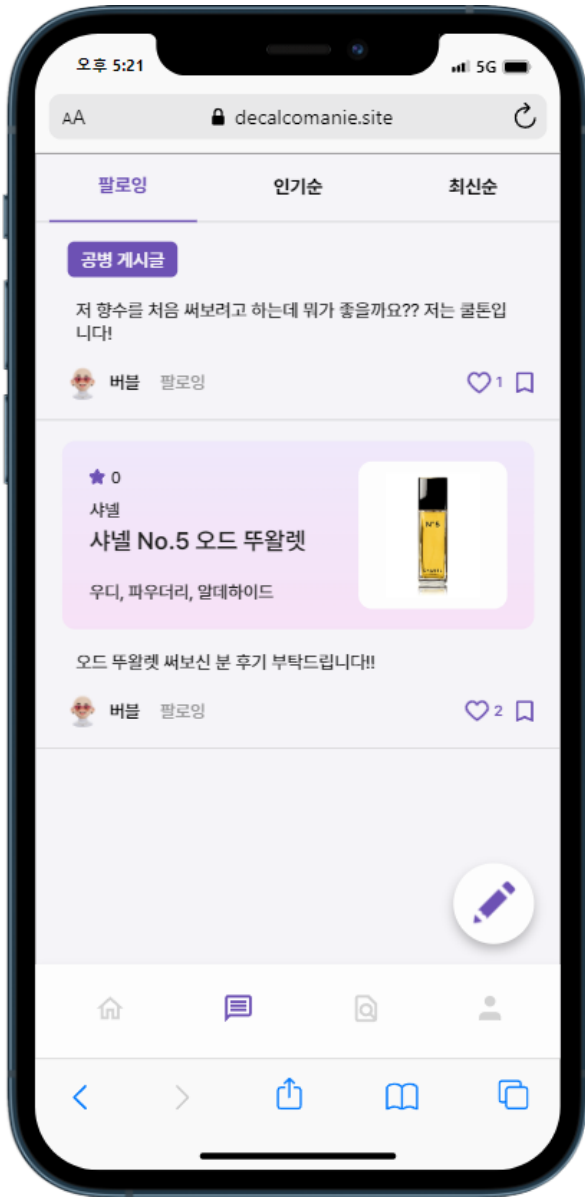 오후 5:21
5G
AA
decalcomanie.site
팔로잉
인기순
최신순
공병 게시글
저 향수를 처음 써보려고 하는데 뭐가 좋을까요?? 저는 쿨톤입
니다!
버블 팔로잉
1
0
샤넬
샤넬 No.5 오드 뚜왈렛
우디, 파우더리, 알데하이드
N°5
CHANEL
오드 뚜왈렛 써보신 분 후기 부탁드립니다!!
버블 팔로잉
2